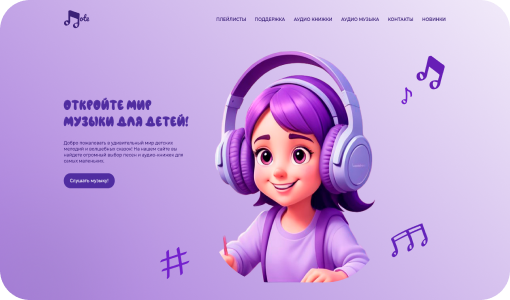 Note
ПЛЕЙЛИСТЫ ПОДДЕРЖКА АУДИО КНИЖКИ АУДИО МУЗЫКА КОНТАКТЫ НОВИНКИ
ОТКРОЙТЕ МИР
МУЗЫКИ ДЛЯ ДЕТЕЙ!
Добро пожаловать в удивительный мир детских
мелодий и волшебных сказок! На нашем сайте вы
найдете огромный выбор песен и аудио-книжек для
самых маленьких.
Слушать музыку!